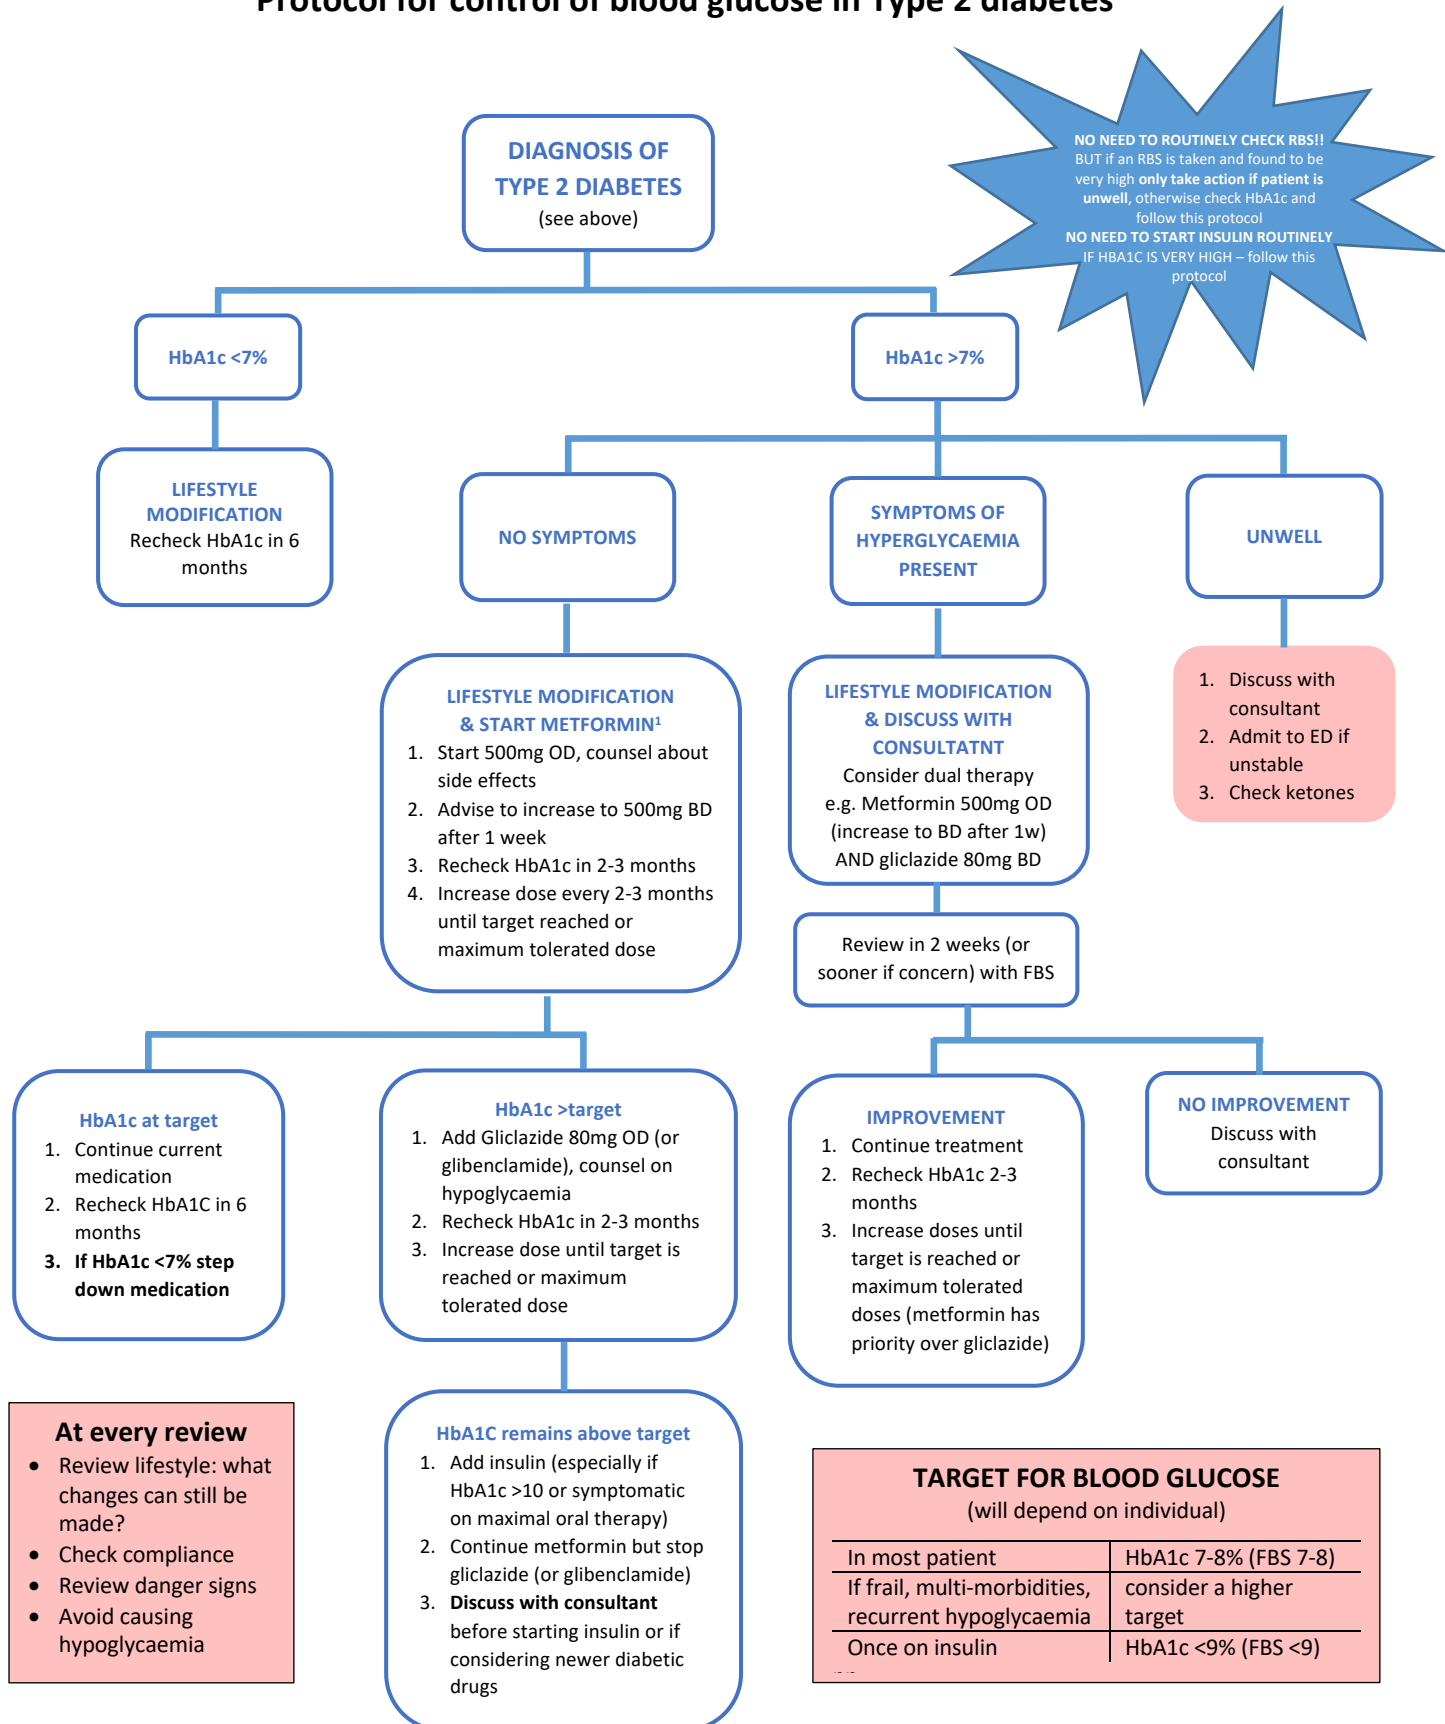 Protocol for control of blood glucose in Type 2 diabetes
NO NEED TO ROUTINELY CHECK RBS!!
BUT if an RBS is taken and found to be
very high only take action if patient is
unwell, otherwise check HbA1c and
follow this protocol
NO NEED TO START INSULIN ROUTINELY
IF HBA1C IS VERY HIGH – follow this
protocol
DIAGNOSIS OF
TYPE 2 DIABETES
(see above)
HbA1c <7%
HbA1c >7%
LIFESTYLE
MODIFICATION
Recheck HbA1c in 6
months
NO SYMPTOMS
SYMPTOMS OF
HYPERGLYCAEMIA
PRESENT
UNWELL
LIFESTYLE MODIFICATION
& START METFORMIN¹
1. Start 500mg OD, counsel about
side effects
2. Advise to increase to 500mg BD
after 1 week
3. Recheck HbA1c in 2-3 months
4. Increase dose every 2-3 months
until target reached or
maximum tolerated dose
LIFESTYLE MODIFICATION
& DISCUSS WITH
CONSULTATNT
Consider dual therapy
e.g. Metformin 500mg OD
(increase to BD after 1w)
AND gliclazide 80mg BD
1. Discuss with
consultant
2. Admit to ED if
unstable
3. Check ketones
Review in 2 weeks (or
sooner if concern) with FBS
HbA1c at target
1. Continue current
medication
2. Recheck HbA1C in 6
months
3. If HbA1c <7% step
down medication
HbA1c >target
1. Add Gliclazide 80mg OD (or
glibenclamide), counsel on
hypoglycaemia
2. Recheck HbA1c in 2-3 months
3. Increase dose until target is
reached or maximum
tolerated dose
IMPROVEMENT
1. Continue treatment
2. Recheck HbA1c 2-3
months
3. Increase doses until
target is reached or
maximum tolerated
doses (metformin has
priority over gliclazide)
NO IMPROVEMENT
Discuss with
consultant
At every review
• Review lifestyle: what
changes can still be
made?
• Check compliance
• Review danger signs
• Avoid causing
hypoglycaemia
HbA1C remains above target
1. Add insulin (especially if
HbA1c >10 or symptomatic
on maximal oral therapy)
2. Continue metformin but stop
gliclazide (or glibenclamide)
3. Discuss with consultant
before starting insulin or if
considering newer diabetic
drugs
TARGET FOR BLOOD GLUCOSE
(will depend on individual)
In most patient HbA1c 7-8% (FBS 7-8)
If frail, multi-morbidities, consider a higher
recurrent hypoglycaemia target
Once on insulin HbA1c <9% (FBS <9)